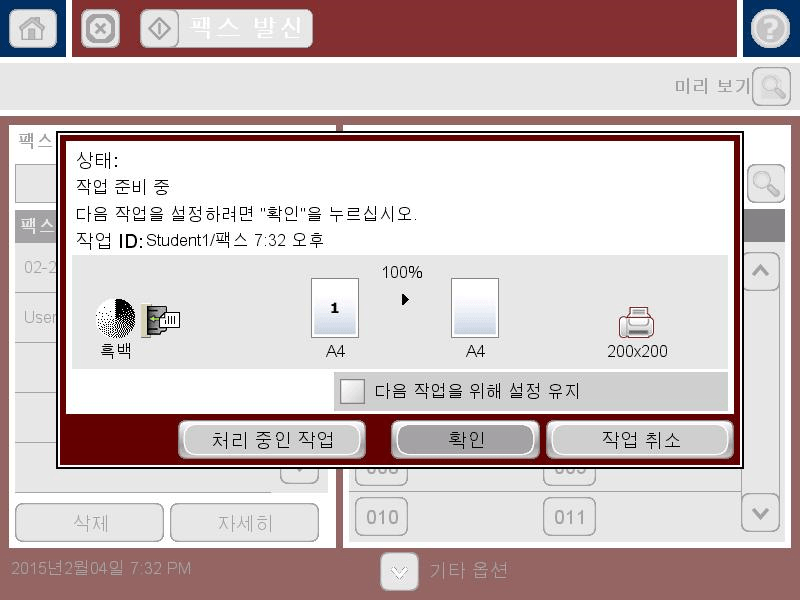 팩스 발신
미리 보기
팩스
상태:
작업 준비 중
다음 작업을 설정하려면 "확인"을 누르십시오.
작업 ID: Student1/팩스 7:32 오후
팩스
02-2
User
100%
1
흑백
A4
A4
200x200
다음 작업을 위해 설정 유지
처리 중인 작업
확인
작업 취소
010
011
삭제
자세히
2015년2월04일 7:32 PM
기타 옵션